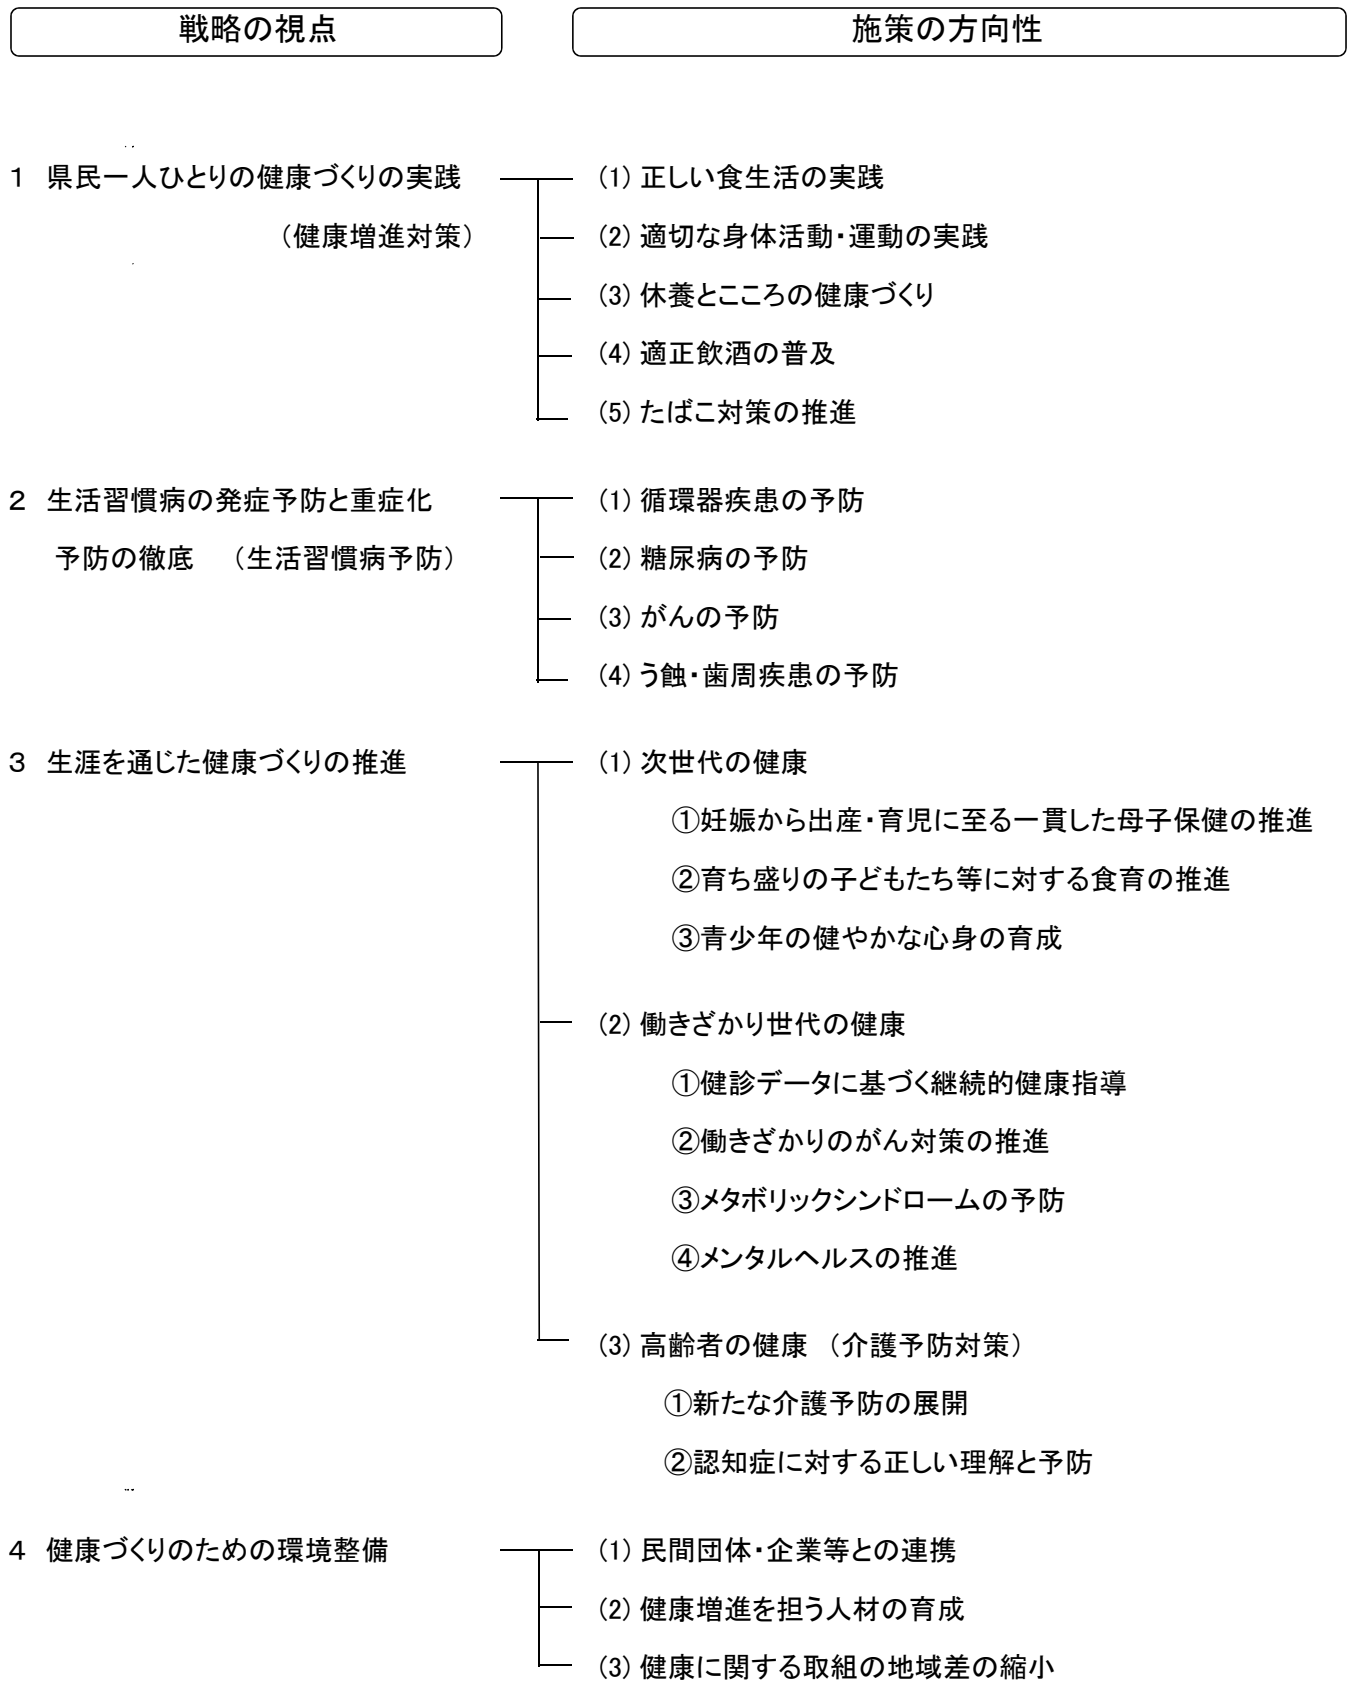 戦略の視点
施策の方向性
1 県民一人ひとりの健康づくりの実践
(1) 正しい食生活の実践
（健康増進対策）
(2) 適切な身体活動・運動の実践
(3) 休養とこころの健康づくり
(4) 適正飲酒の普及
(5) たばこ対策の推進
2 生活習慣病の発症予防と重症化
(1) 循環器疾患の予防
予防の徹底 （生活習慣病予防）
(2) 糖尿病の予防
(3) がんの予防
(4) う蝕・歯周疾患の予防
3 生涯を通じた健康づくりの推進
(1) 次世代の健康
①妊娠から出産・育児に至る一貫した母子保健の推進
②育ち盛りの子どもたち等に対する食育の推進
③青少年の健やかな心身の育成
(2) 働きざかり世代の健康
①健診データに基づく継続的健康指導
②働きざかりのがん対策の推進
③メタボリックシンドロームの予防
④メンタルヘルスの推進
(3) 高齢者の健康 （介護予防対策）
①新たな介護予防の展開
②認知症に対する正しい理解と予防
4 健康づくりのための環境整備
(1) 民間団体・企業等との連携
(2) 健康増進を担う人材の育成
(3) 健康に関する取組の地域差の縮小